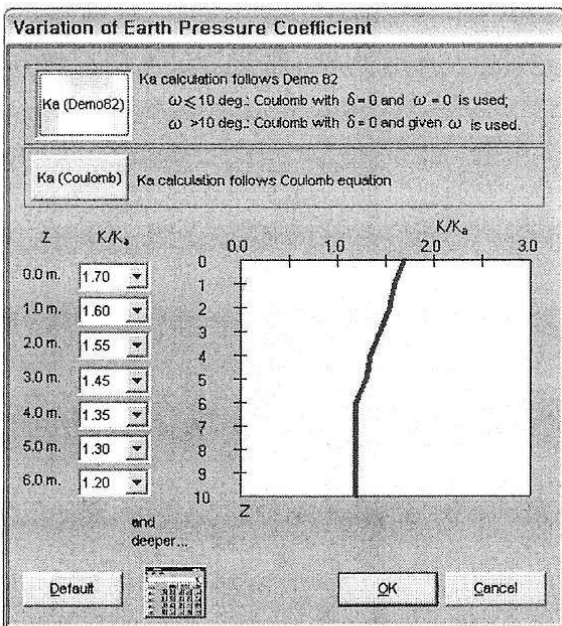 Variation of Earth Pressure Coefficient
Ka (Demo82)
Ka calculation follows Demo 82
ω⩽10 deg.: Coulomb with δ=0 and ω=0 is used;
ω >10 deg.: Coulomb with δ=0 and given ω is used.
Ka (Coulomb)
Ka calculation follows Coulomb equation
Z K/Ka
0.0 m. 1.70
1.0 m. 1.60
2.0 m. 1.55
3.0 m. 1.45
4.0 m. 1.35
5.0 m. 1.30
6.0 m. 1.20
and
deeper...
K/Ka
0.0 1.0 2.0 3.0
0
1
2
3
4
5
6
7
8
9
10
Z
Default
OK
Cancel